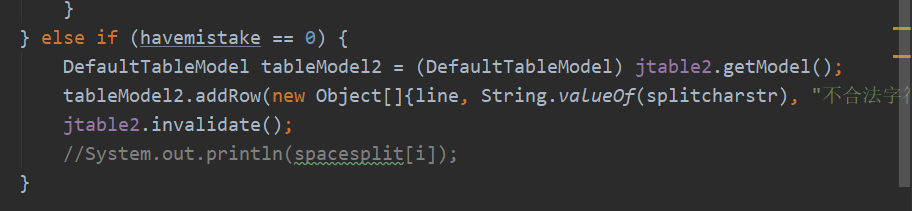 }
} else if (havemistake == 0) {
DefaultTableModel tableModel2 = (DefaultTableModel) jtable2.getModel();
tableModel2.addRow(new Object[]{line, String.valueOf(splitcharstr), "不合法字符
jtable2.invalidate();
//System.out.println(spacesplit[i]);
}